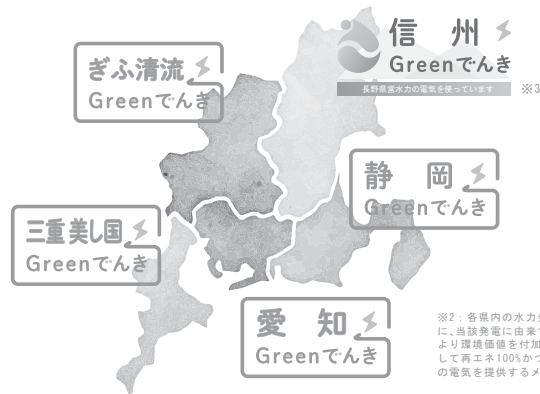 信 州
Greenでんき
長野県営水力の電気を使っています
※3
ぎふ清流
Greenでんき
静 岡
Greenでんき
三重美し国
Greenでんき
愛 知
Greenでんき
※2：各県内の水力
に、当該発電に由来
より環境価値を付加
して再エネ100%かつ
の電気を提供するメ